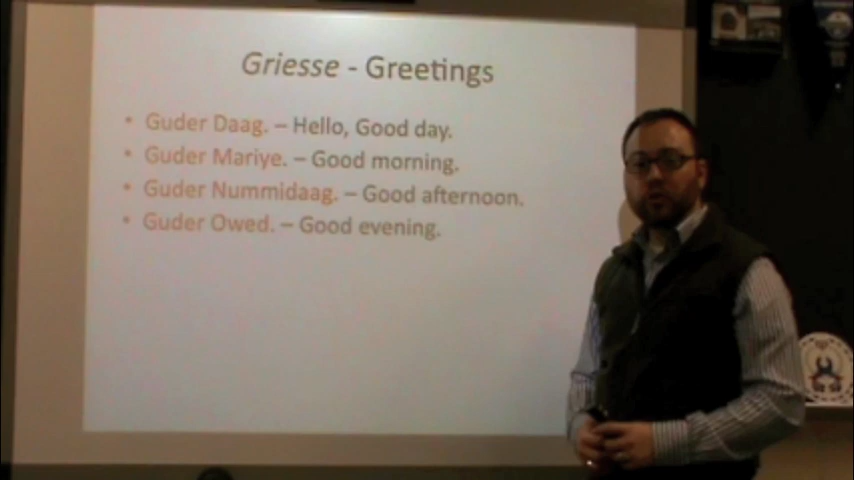 Griesse - Greetings
• Guder Daag. – Hello, Good day.
• Guder Mariye. – Good morning.
• Guder Nummidaag. – Good afternoon.
• Guder Owed. – Good evening.